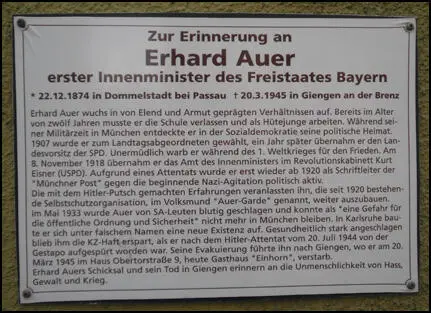 Zur Erinnerung an
Erhard Auer
erster Innenminister des Freistaates Bayern
* 22.12.1874 in Dommelstadl bei Passau † 20.3.1945 in Giengen an der Brenz
Erhard Auer wuchs in von Elend und Armut geprägten Verhältnissen auf. Bereits im Alter
von zwölf Jahren musste er die Schule verlassen und als Hütejunge arbeiten. Während sei-
ner Militärzeit in München entdeckte er in der Sozialdemokratie seine politische Heimat.
1907 wurde er zum Landtagsabgeordneten gewählt, ein Jahr später übernahm er den Lan-
desvorsitz der SPD. Unermüdlich warb er während des 1. Weltkrieges für den Frieden. Am
8. November 1918 übernahm er das Amt des Innenministers im Revolutionskabinett Kurt
Eisner (USPD). Aufgrund eines Attentats wurde er erst wieder ab 1920 als Schriftleiter der
"Münchner Post" gegen die beginnende Nazi-Agitation politisch aktiv.
Die mit dem Hitler-Putsch gemachten Erfahrungen veranlassten ihn, die seit 1920 bestehen-
de Selbstschutzorganisation, im Volksmund "Auer-Garde" genannt, weiter auszubauen.
im Mai 1933 wurde Auer von SA-Leuten blutig geschlagen und konnte als "eine Gefahr für
die öffentliche Ordnung und Sicherheit" nicht mehr in München bleiben. In Karlsruhe bau-
te er sich unter falschem Namen eine neue Existenz auf. Gesundheitlich stark angeschlagen
blieb ihm die KZ-Haft erspart, als er nach dem Hitler-Attentat vom 20. Juli 1944 von der
Gestapo aufgespürt worden war. Seine Evakuierung führte ihn nach Giengen, wo er am 20.
März 1945 im Haus Obertorstraße 9, heute Gasthaus "Einhorn", verstarb.
Erhard Auers Schicksal und sein Tod in Giengen erinnern an die Unmenschlichkeit von Hass,
Gewalt und Krieg.